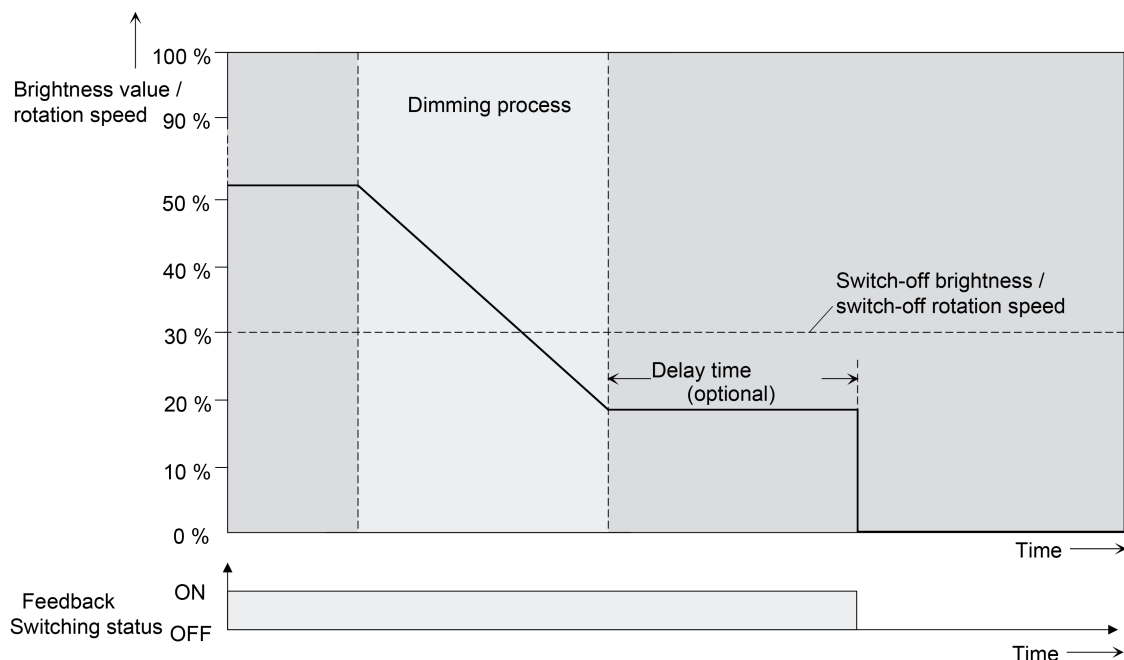 100 %
Brightness value /
rotation speed
90 %
Dimming process
50 %
40 %
Switch-off brightness /
switch-off rotation speed
30 %
Delay time
(optional)
20 %
10 %
0 %
Time
ON
Feedback
Switching status
OFF
Time